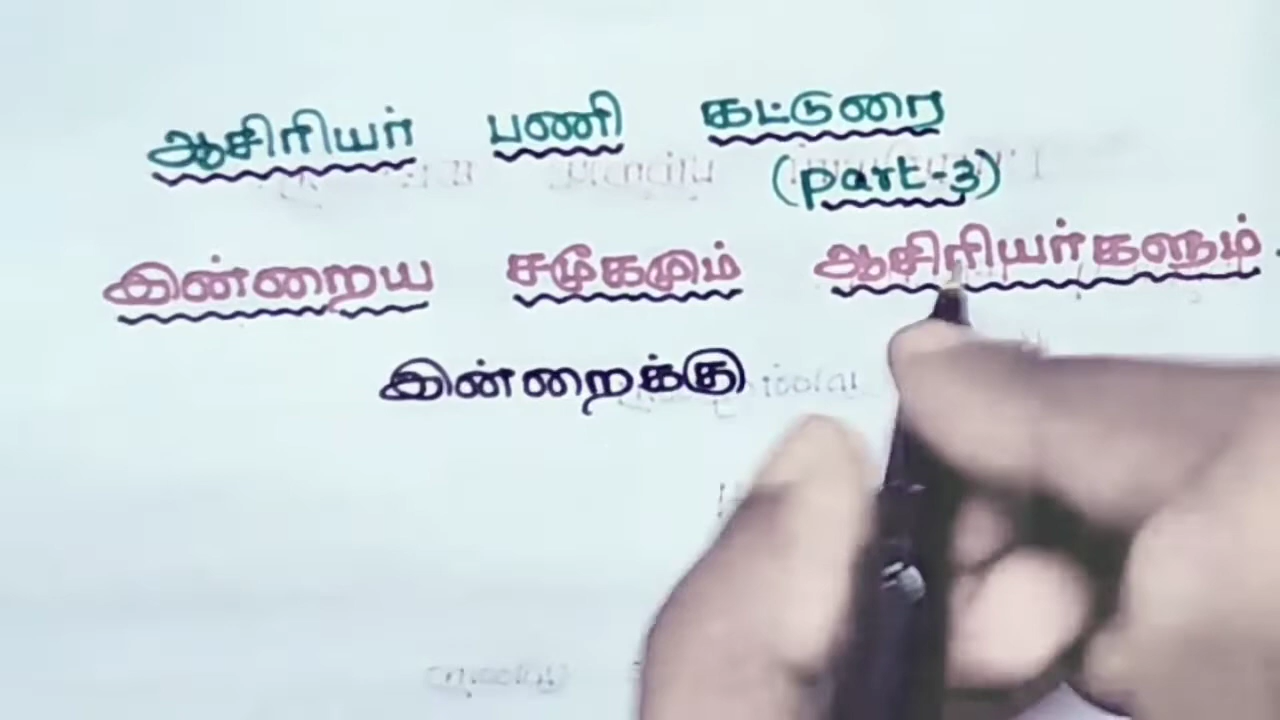 ஆசிரியர் பணி கட்டுரை
(part-3)
இன்றைய சமூகமும் ஆசிரியர்களும்
இன்றைக்கு